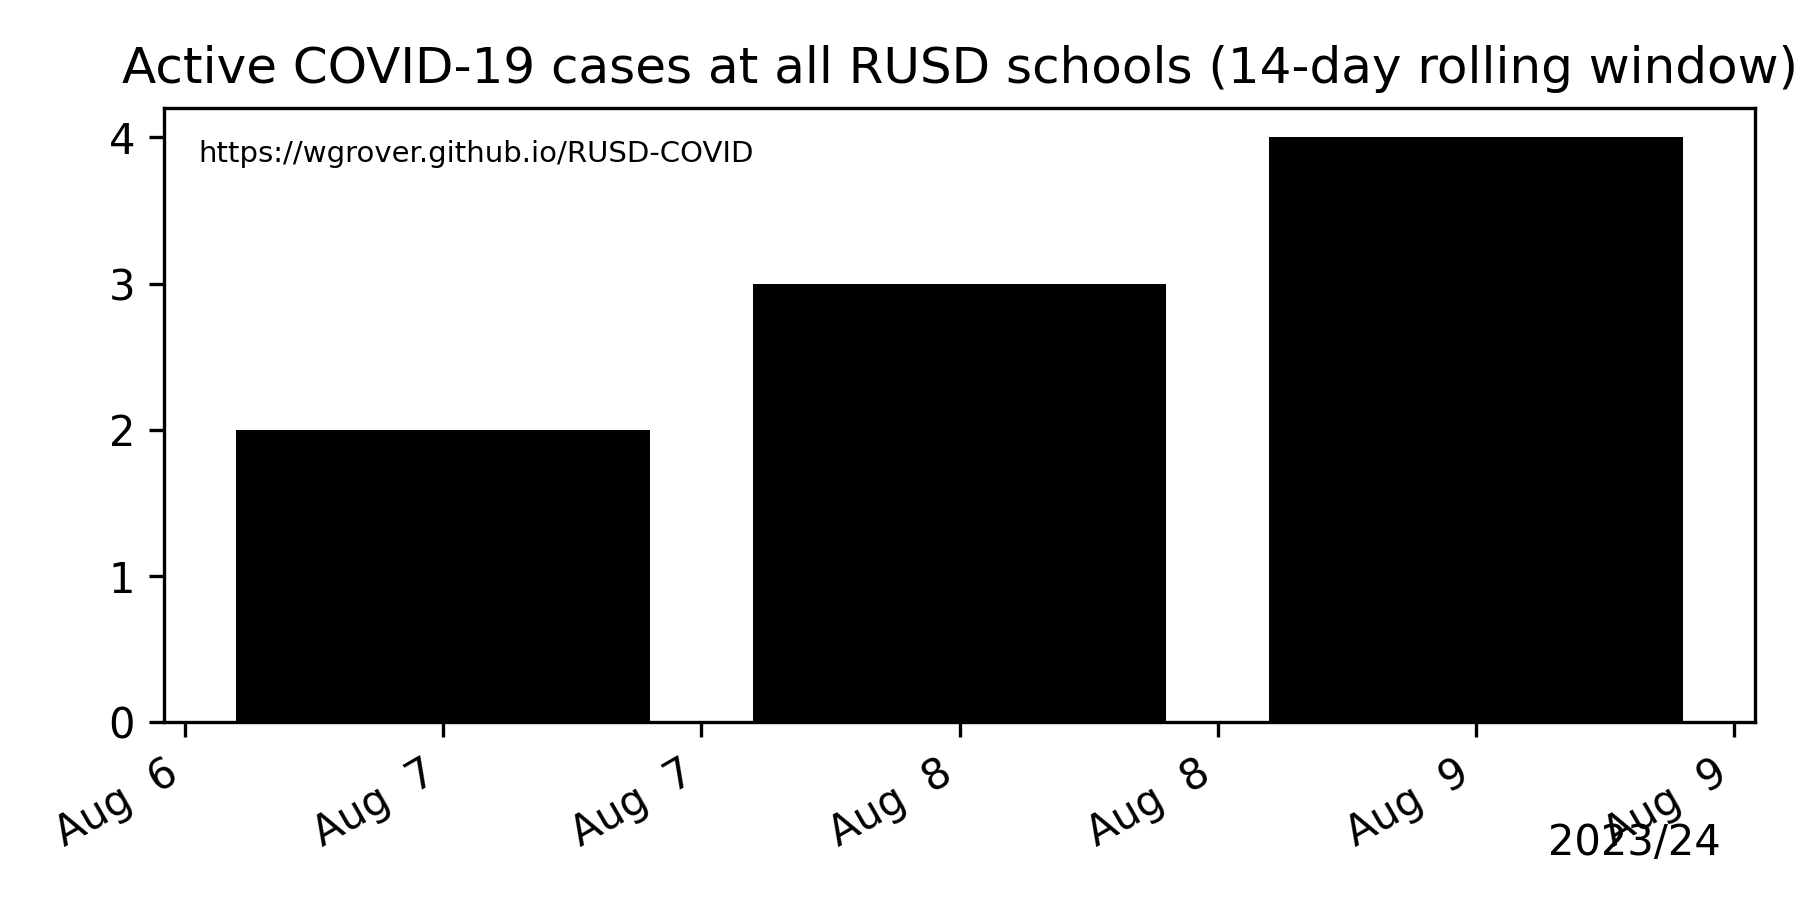 Active COVID-19 cases at all RUSD schools (14-day rolling window)
https://wgrover.github.io/RUSD-COVID
4
3
2
1
0
Aug 6
Aug 7
Aug 7
Aug 8
Aug 8
Aug 9
Aug 9
2023/24